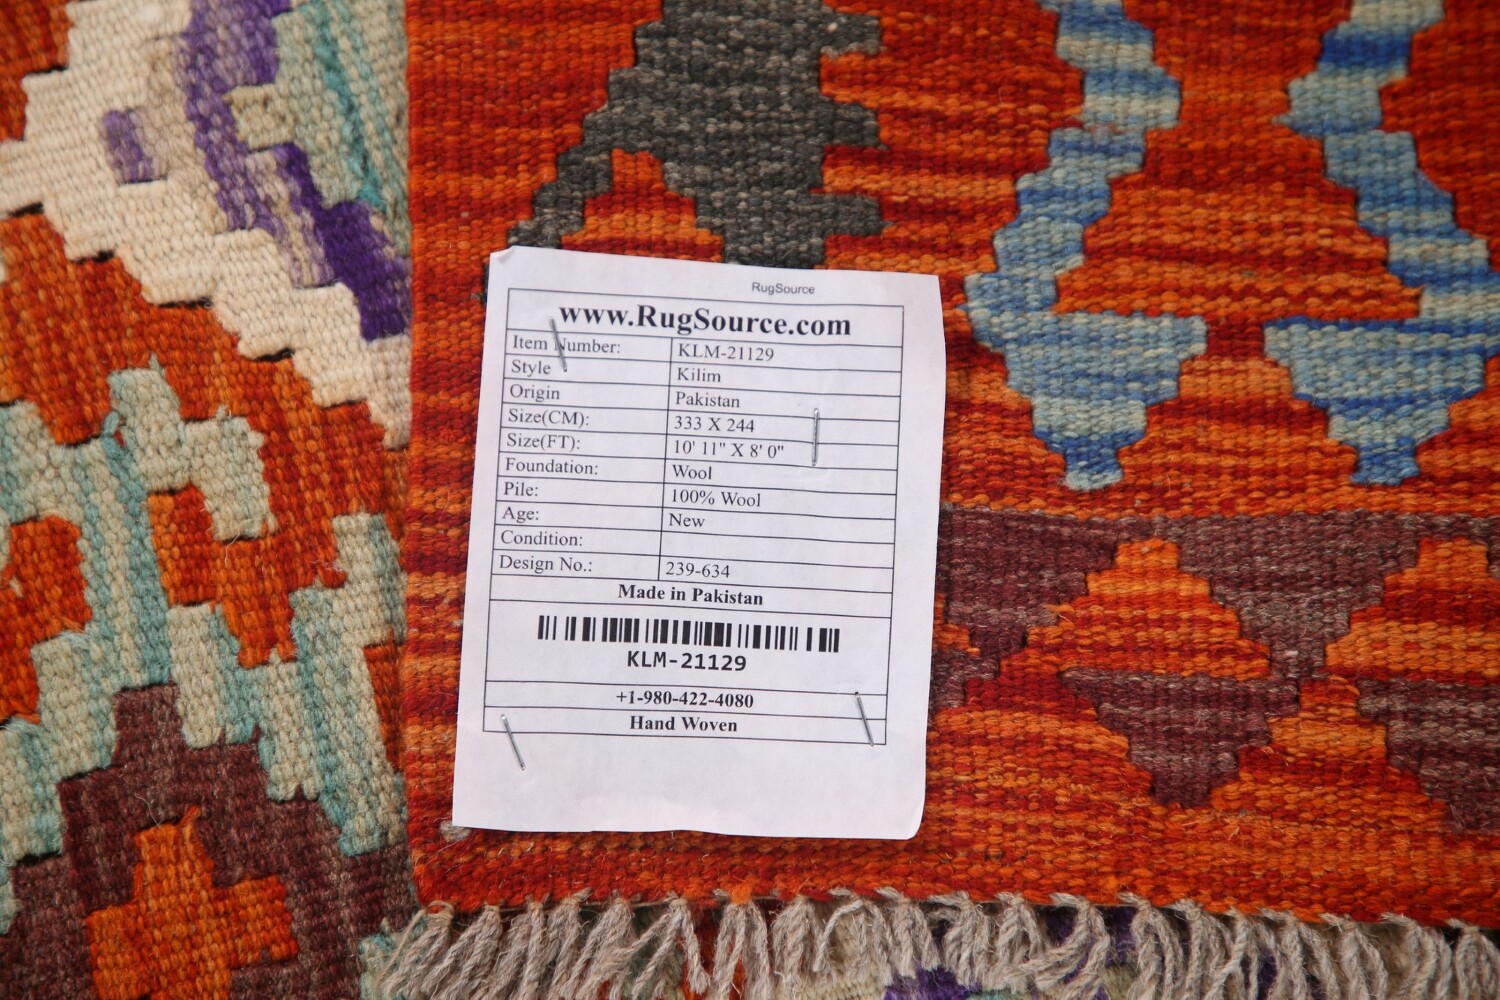 RugSource
www.RugSource.com
Item Number: KLM-21129
Style Kilim
Origin Pakistan
Size(CM): 333 X 244
Size(FT): 10' 11" X 8' 0"
Foundation: Wool
Pile: 100% Wool
Age: New
Condition:
Design No.: 239-634
Made in Pakistan
KLM-21129
+1-980-422-4080
Hand Woven